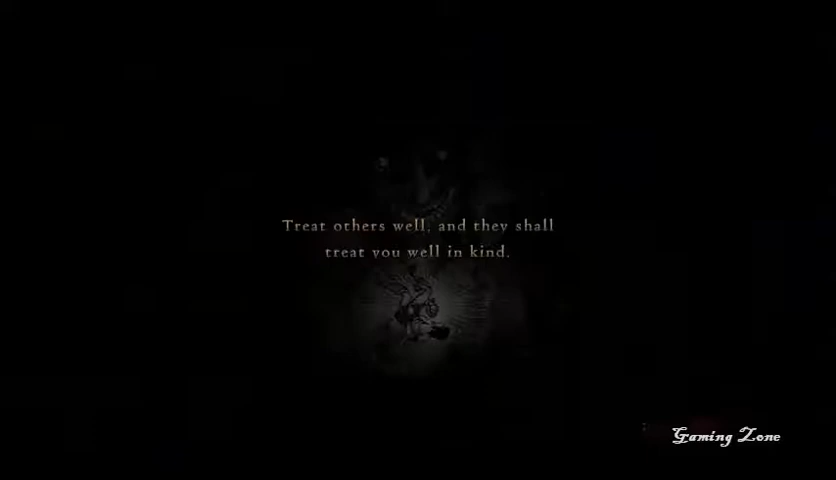 Treat others well, and they shall
treat you well in kind.
Gaming Zone